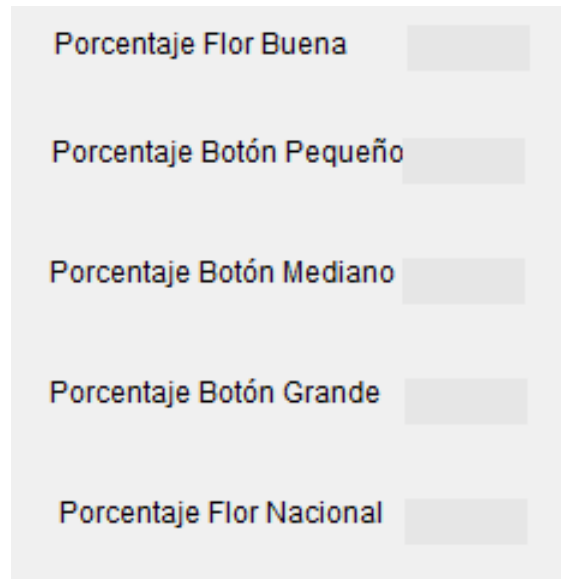 Porcentaje Flor Buena
Porcentaje Botón Pequeño
Porcentaje Botón Mediano
Porcentaje Botón Grande
Porcentaje Flor Nacional